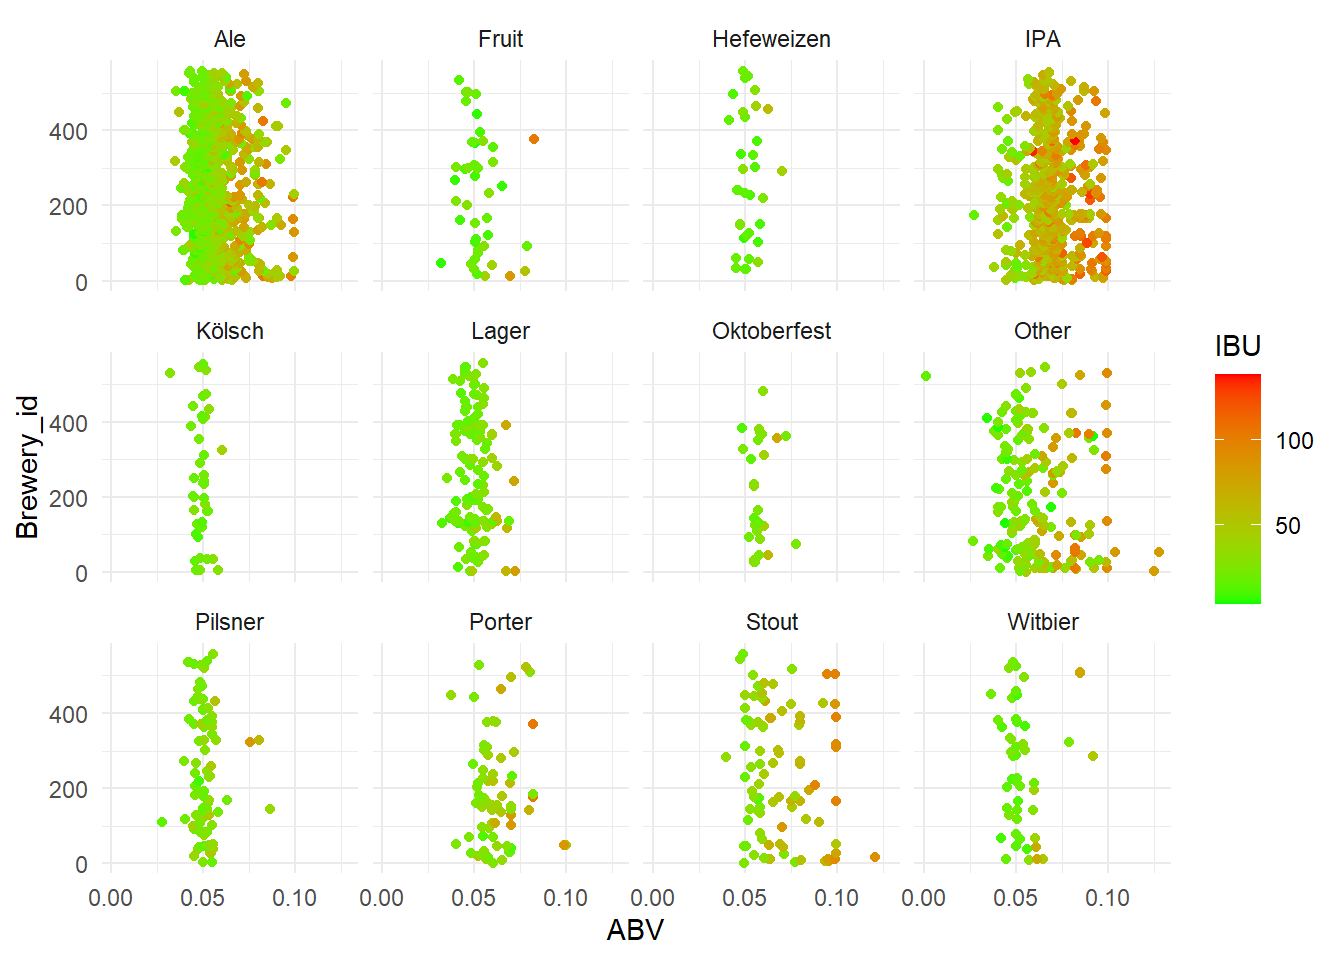 Ale Fruit Hefeweizen IPA
400
200
0
Kölsch Lager Oktoberfest Other
IBU
100
50
Brewery_id
400
200
0
Pilsner Porter Stout Witbier
400
200
0
0.00 0.05 0.10 0.00 0.05 0.10 0.00 0.05 0.10 0.00 0.05 0.10
ABV